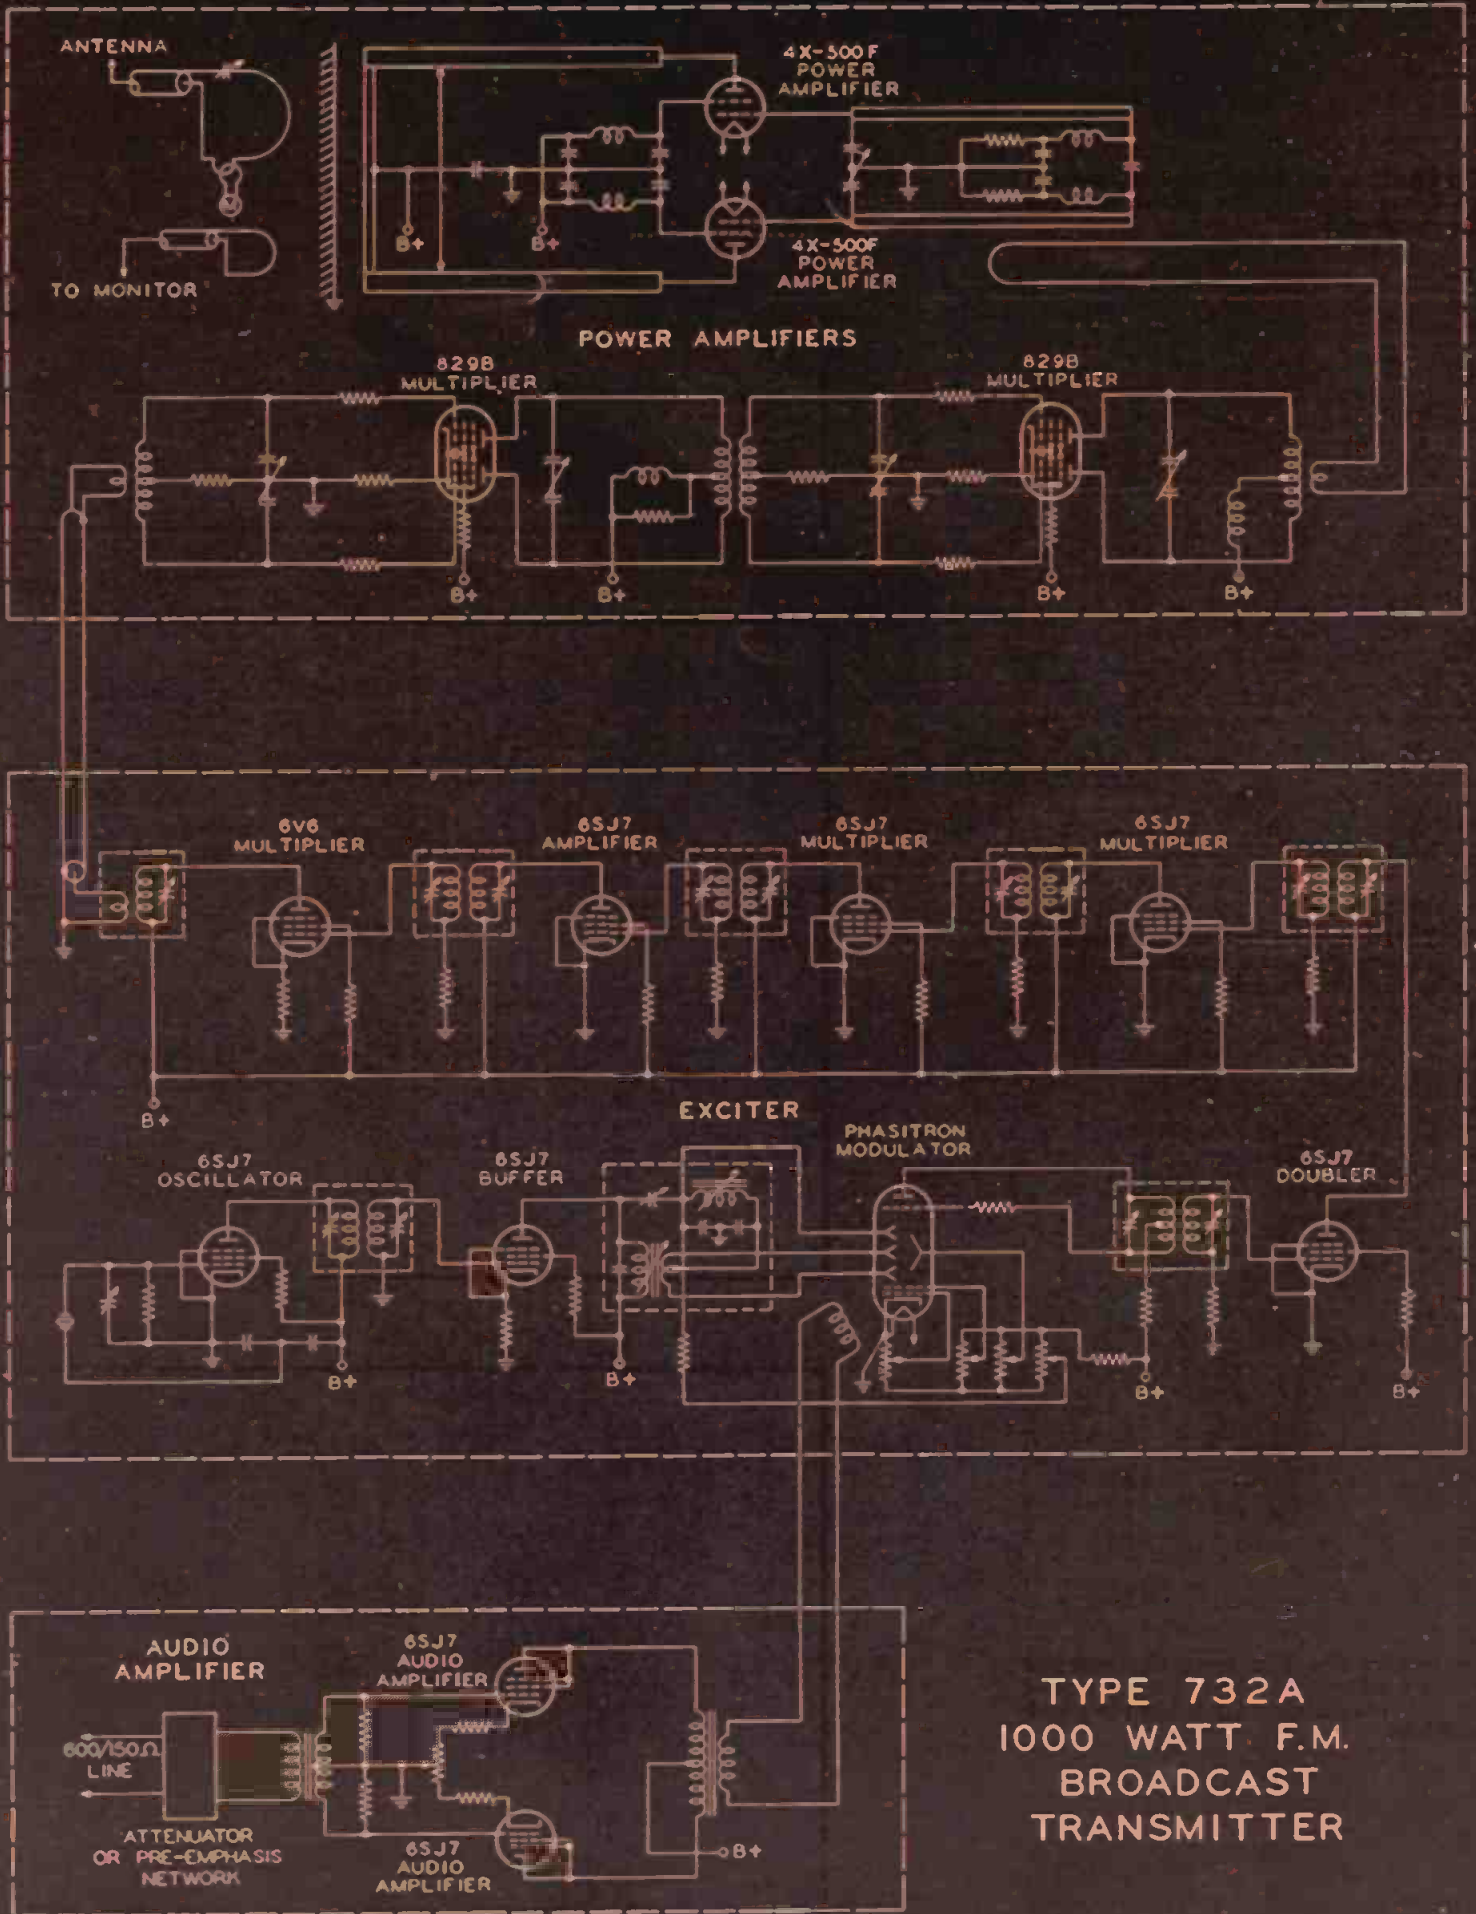 ANTENNA
4X-500F
POWER
AMPLIFIER
B+
B+
4X-500F
POWER
AMPLIFIER
TO MONITOR
POWER AMPLIFIERS
829B
MULTIPLIER
829B
MULTIPLIER
B+
B+
B+
B+
6V6
MULTIPLIER
6SJ7
AMPLIFIER
6SJ7
MULTIPLIER
6SJ7
MULTIPLIER
B+
EXCITER
6SJ7
OSCILLATOR
6SJ7
BUFFER
PHASITRON
MODULATOR
6SJ7
DOUBLER
B+
B+
B+
B+
AUDIO
AMPLIFIER
6SJ7
AUDIO
AMPLIFIER
600/150Ω
LINE
ATTENUATOR
OR PRE-EMPHASIS
NETWORK
6SJ7
AUDIO
AMPLIFIER
B+
TYPE 732A
1000 WATT F.M.
BROADCAST
TRANSMITTER